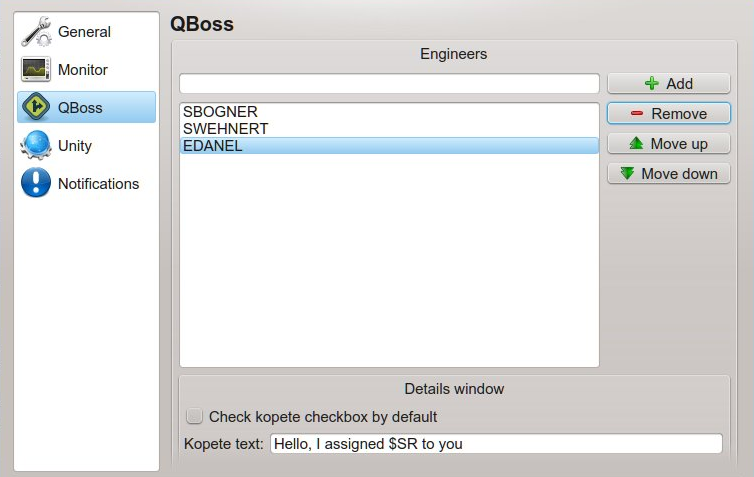 General
Monitor
QBoss
Unity
Notifications
QBoss
Engineers
Add
SBOGNER
SWEHNERT
EDANEL
Remove
Move up
Move down
Details window
Check kopete checkbox by default
Kopete text: Hello, I assigned $SR to you